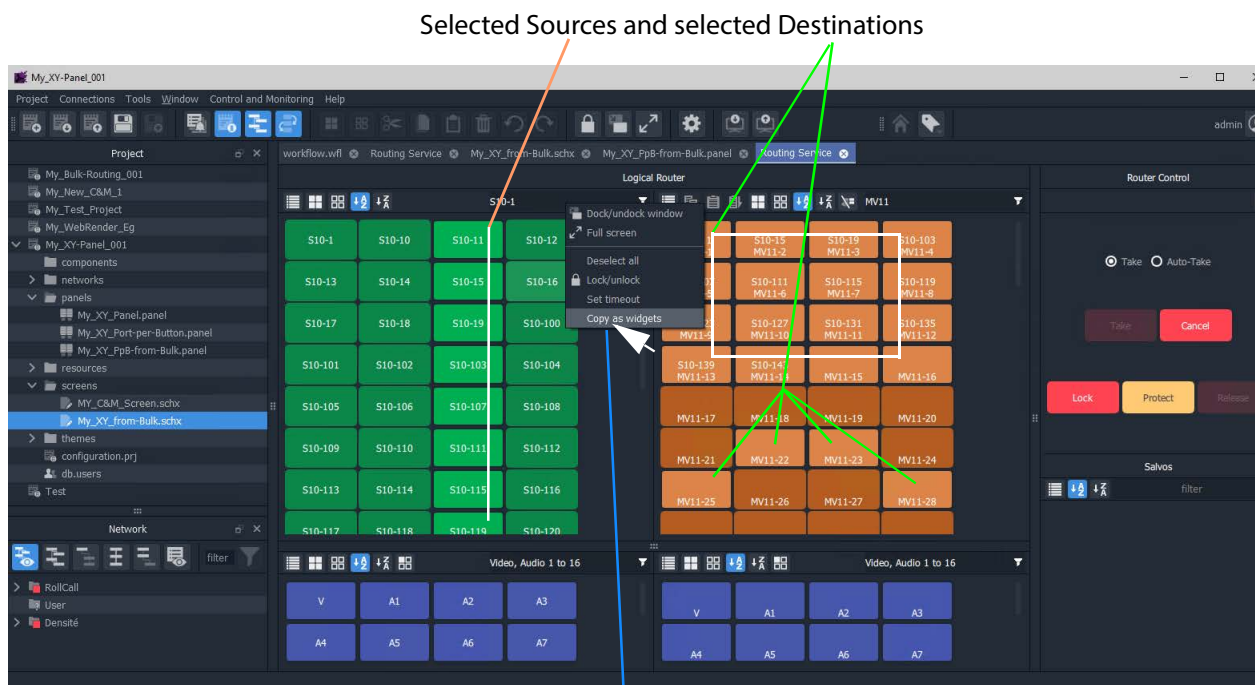 Selected Sources and selected Destinations
My_XY-Panel_001
Project Connections Tools Window Control and Monitoring Help
admin
Project
workflow.wfl Routing Service My_XY_from-Bulk.schx My_XY_PpB-from-Bulk.panel Routing Service
My_Bulk-Routing_001
My_New_C&M_1
My_Test_Project
My_WebRender_Eg
My_XY-Panel_001
components
networks
panels
My_XY_Panel.panel
My_XY_Port-per-Button.panel
My_XY_PpB-from-Bulk.panel
resources
screens
MY_C&M_Screen.schx
My_XY_from-Bulk.schx
themes
configuration.prj
db.users
Test
Network
filter
RollCall
User
Densité
Logical Router
S10-1
S10-1 S10-10 S10-11 S10-12
S10-13 S10-14 S10-15 S10-16
S10-17 S10-18 S10-19 S10-100
S10-101 S10-102 S10-103 S10-104
S10-105 S10-106 S10-107 S10-108
S10-109 S10-110 S10-111 S10-112
S10-113 S10-114 S10-115 S10-116
S10-117 S10-118 S10-119 S10-120
Dock/undock window
Full screen
Deselect all
Lock/unlock
Set timeout
Copy as widgets
MV11
S10-15 S10-19 S10-103
MV11-2 MV11-3 MV11-4
S10-111 S10-115 S10-119
MV11-6 MV11-7 MV11-8
S10-127 S10-131 S10-135
MV11-9 MV11-10 MV11-11 MV11-12
S10-139
MV11-13 MV11-14 MV11-15 MV11-16
MV11-17 MV11-18 MV11-19 MV11-20
MV11-21 MV11-22 MV11-23 MV11-24
MV11-25 MV11-26 MV11-27 MV11-28
Video, Audio 1 to 16
V A1 A2 A3
A4 A5 A6 A7
Video, Audio 1 to 16
V A1 A2 A3
A4 A5 A6 A7
Router Control
Take Auto-Take
Take Cancel
Lock Protect Release
Salvos
filter